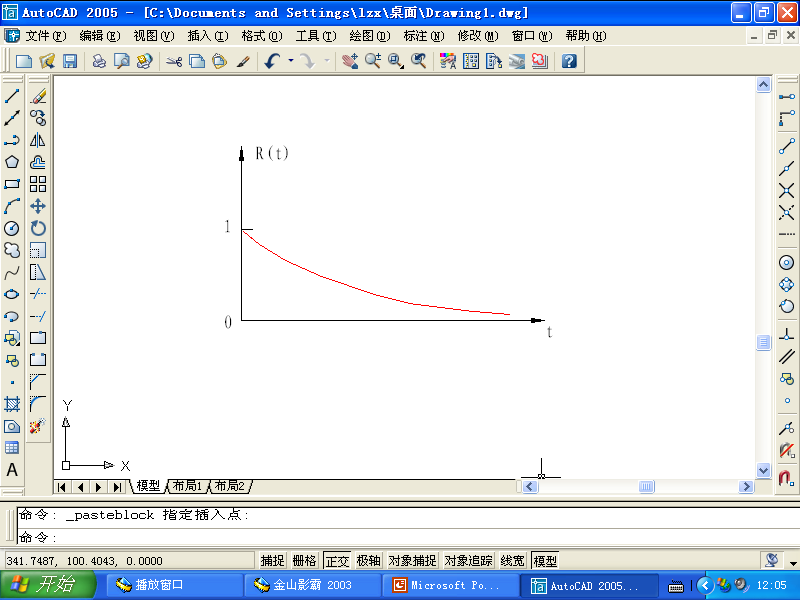 AutoCAD 2005 - [C:\Documents and Settings\lzx\桌面\Drawing1.dwg]
文件(F) 编辑(E) 视图(V) 插入(I) 格式(O) 工具(T) 绘图(D) 标注(N) 修改(M) 窗口(W) 帮助(H)
R(t)
1
0
t
Y
X
A
模型 布局1 布局2
命令: _pasteblock 指定插入点:
命令:
341.7487, 100.4043, 0.0000 捕捉 栅格 正交 极轴 对象捕捉 对象追踪 线宽 模型
开始 播放窗口 金山影霸 2003 Microsoft Po... AutoCAD 2005... 12:05